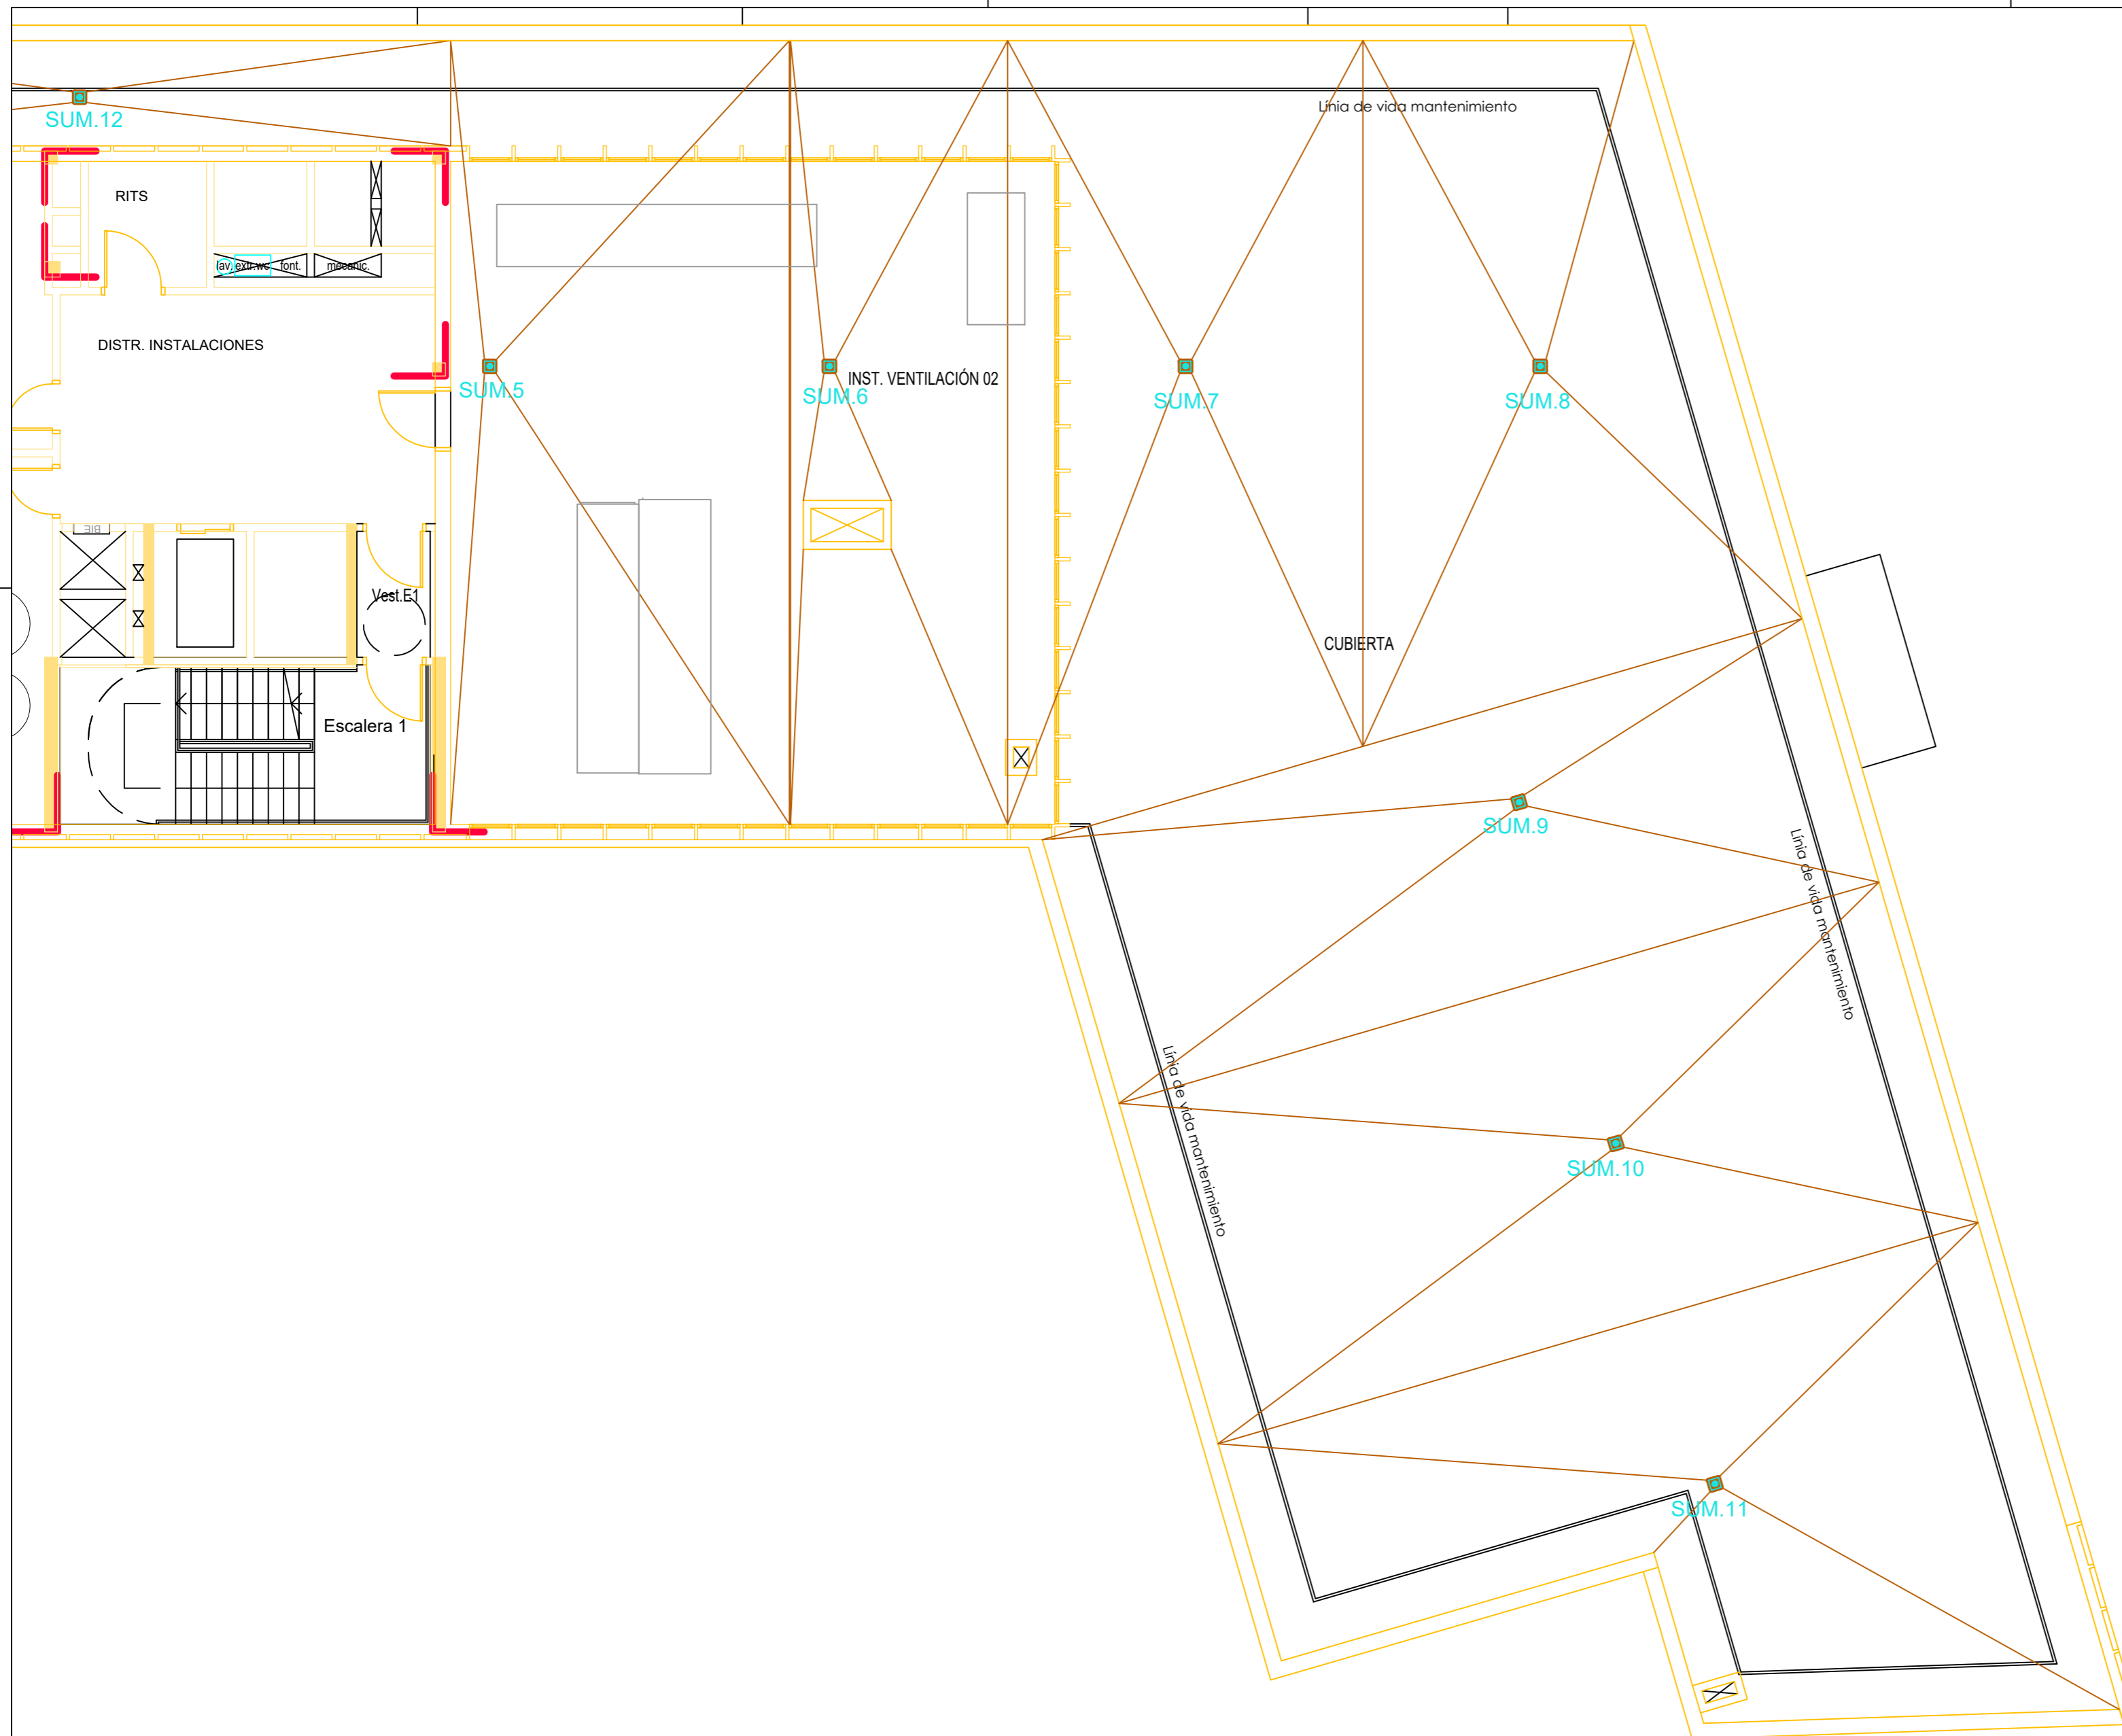 Línia de vida mantenimiento
SUM.12
RITS
lav. extr.wc font. mecanic.
DISTR. INSTALACIONES
SUM.5
SUM.6
INST. VENTILACIÓN 02
SUM.7
SUM.8
BIE
Vest.E1
CUBIERTA
Escalera 1
SUM.9
Línia de vida mantenimiento
Línia de vida mantenimiento
SUM.10
SUM.11